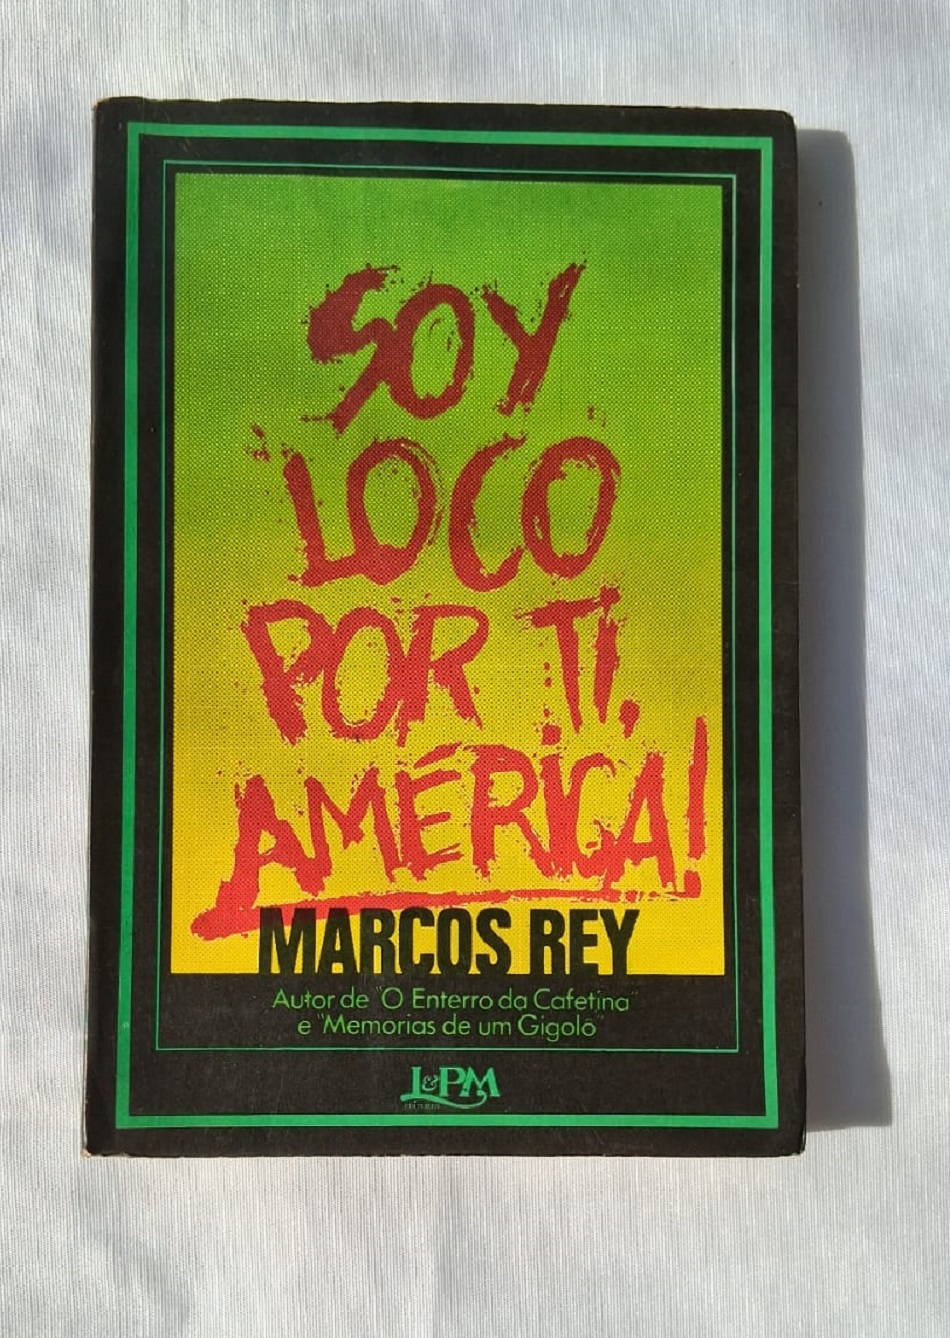 SOY
LOCO
POR TI,
AMÉRICA!
MARCOS REY
Autor de "O Enterro da Cafetina"
e "Memorias de um Gigolô"
L&PM